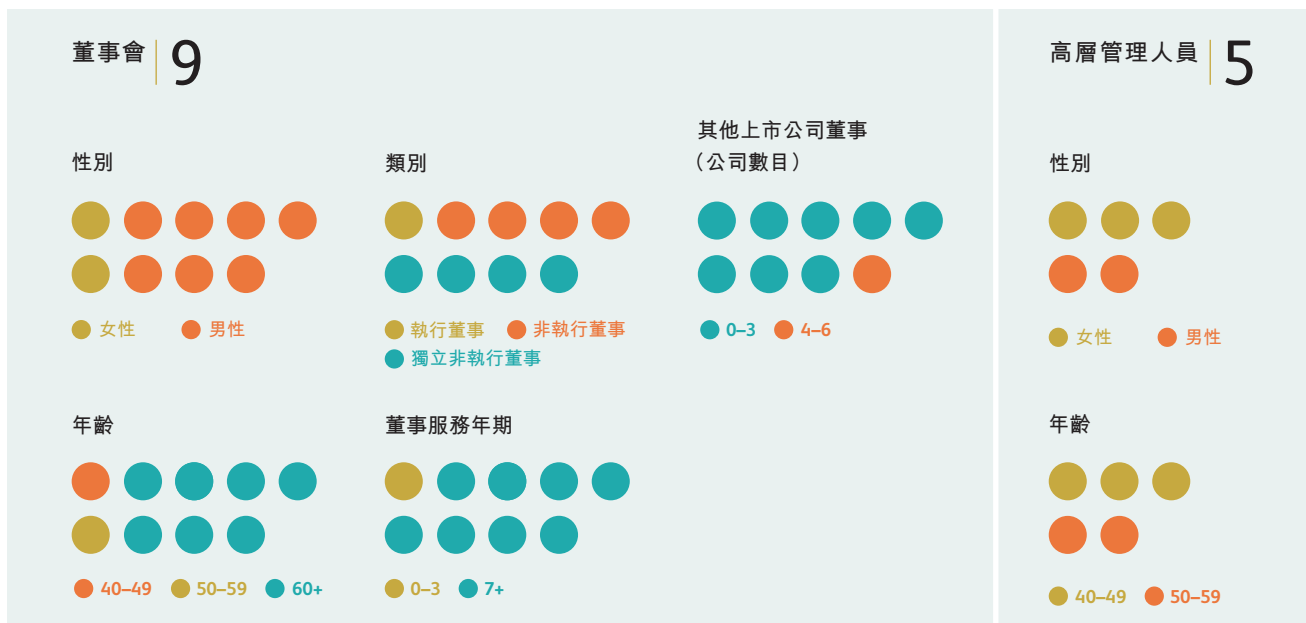 董事會 9
性別
女性 男性
類別
執行董事 非執行董事
獨立非執行董事
其他上市公司董事
（公司數目）
0–3 4–6
年齡
40–49 50–59 60+
董事服務年期
0–3 7+
高層管理人員 5
性別
女性 男性
年齡
40–49 50–59